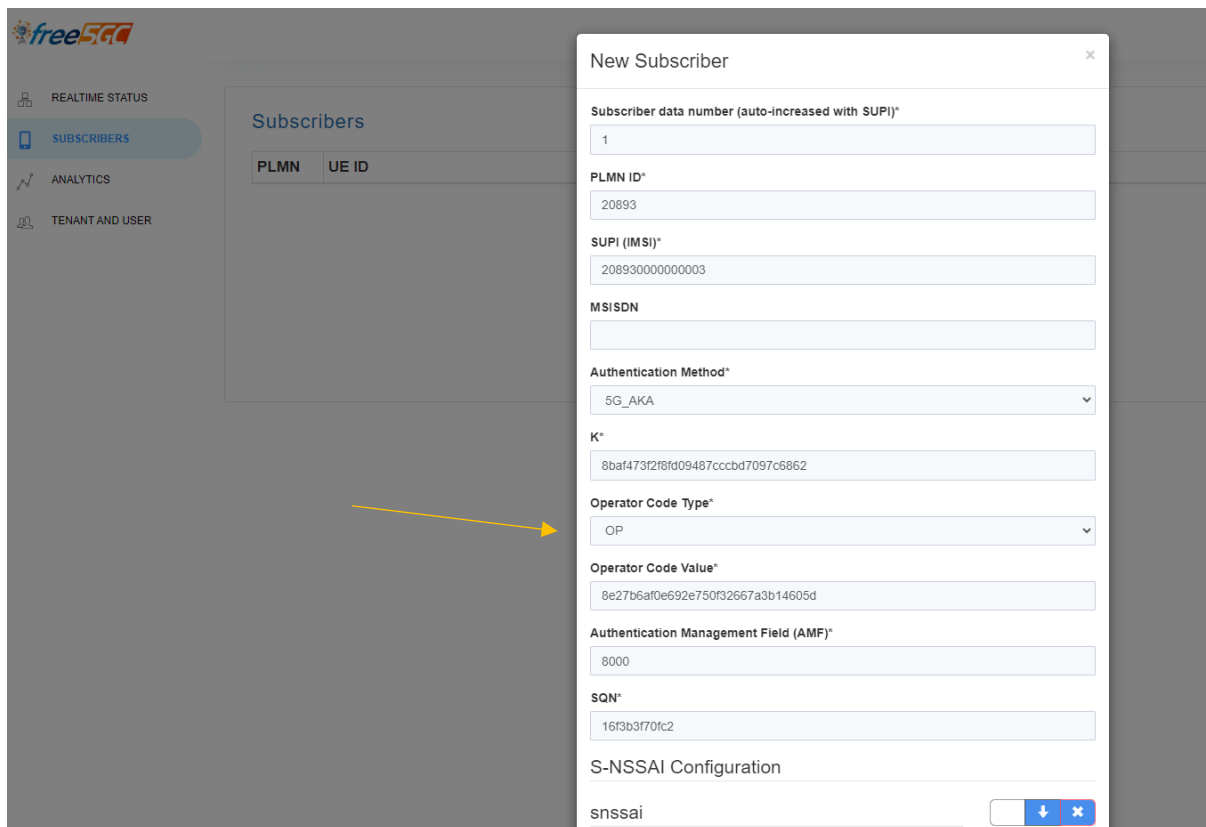 free5GC
New Subscriber
×
REALTIME STATUS
SUBSCRIBERS
ANALYTICS
TENANT AND USER
Subscribers
PLMN UE ID
Subscriber data number (auto-increased with SUPI)*
1
PLMN ID*
20893
SUPI (IMSI)*
208930000000003
MSISDN
Authentication Method*
5G_AKA
K*
8baf473f2f8fd09487cccbd7097c6862
Operator Code Type*
OP
Operator Code Value*
8e27b6af0e692e750f32667a3b14605d
Authentication Management Field (AMF)*
8000
SQN*
16f3b3f70fc2
S-NSSAI Configuration
snssai